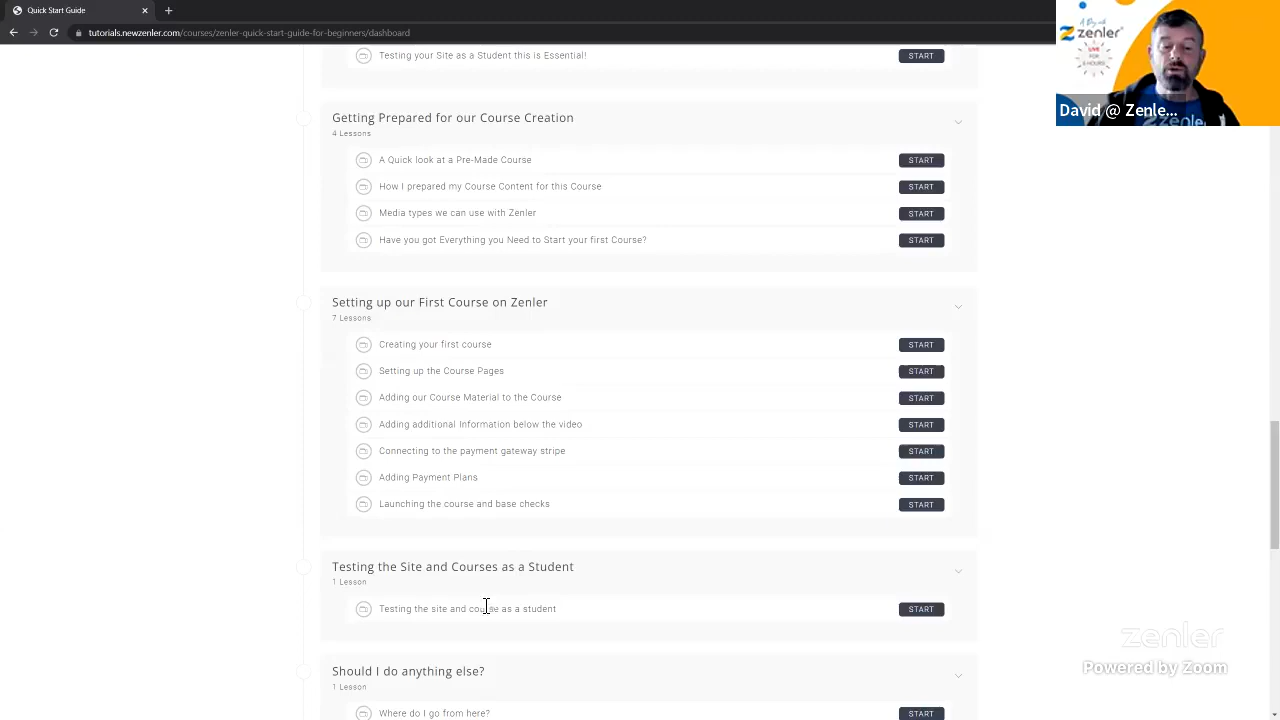 Quick Start Guide
tutorials.newzenler.com/courses/zenler-quick-start-guide-for-beginners/dashboard
your Site as a Student this is Essential!
START
Getting Prepared for our Course Creation
4 Lessons
A Quick look at a Pre-Made Course
START
How I prepared my Course Content for this Course
START
Media types we can use with Zenler
START
Have you got Everything you Need to Start your first Course?
START
Setting up our First Course on Zenler
7 Lessons
Creating your first course
START
Setting up the Course Pages
START
Adding our Course Material to the Course
START
Adding additional information below the video
START
Connecting to the payment gateway stripe
START
Adding Payment Plans
START
Launching the course and base checks
START
Testing the Site and Courses as a Student
1 Lesson
Testing the site and course as a student
START
Should I do any more?
1 Lesson
Where do I go from here?
START
A Day with
zenler
LIVE
FOR
HOURS
zenler
David @ Zenle...
zenler
Powered by Zoom